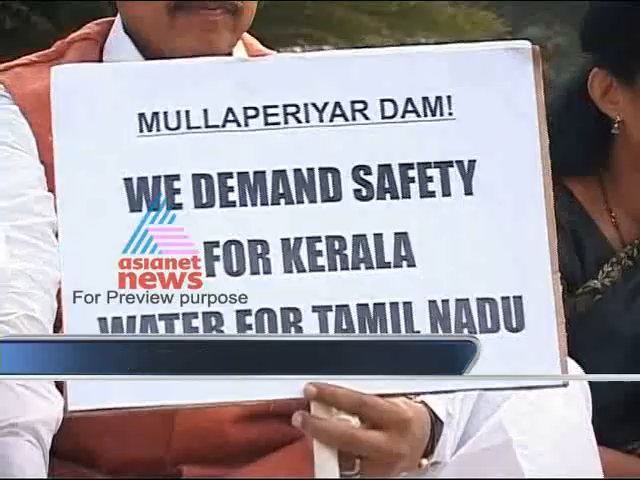 MULLAPERIYAR DAM!
WE DEMAND SAFETY
FOR KERALA
asianet
news
For Preview purpose
WATER FOR TAMIL NADU